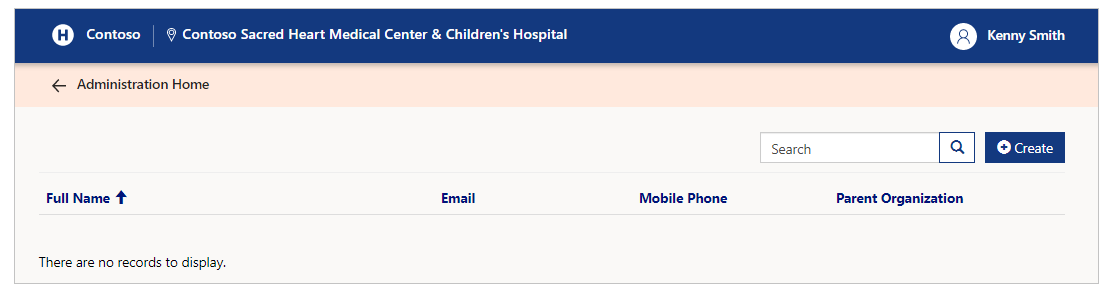 H Contoso Contoso Sacred Heart Medical Center & Children's Hospital Kenny Smith
Administration Home
Search Create
Full Name Email Mobile Phone Parent Organization
There are no records to display.